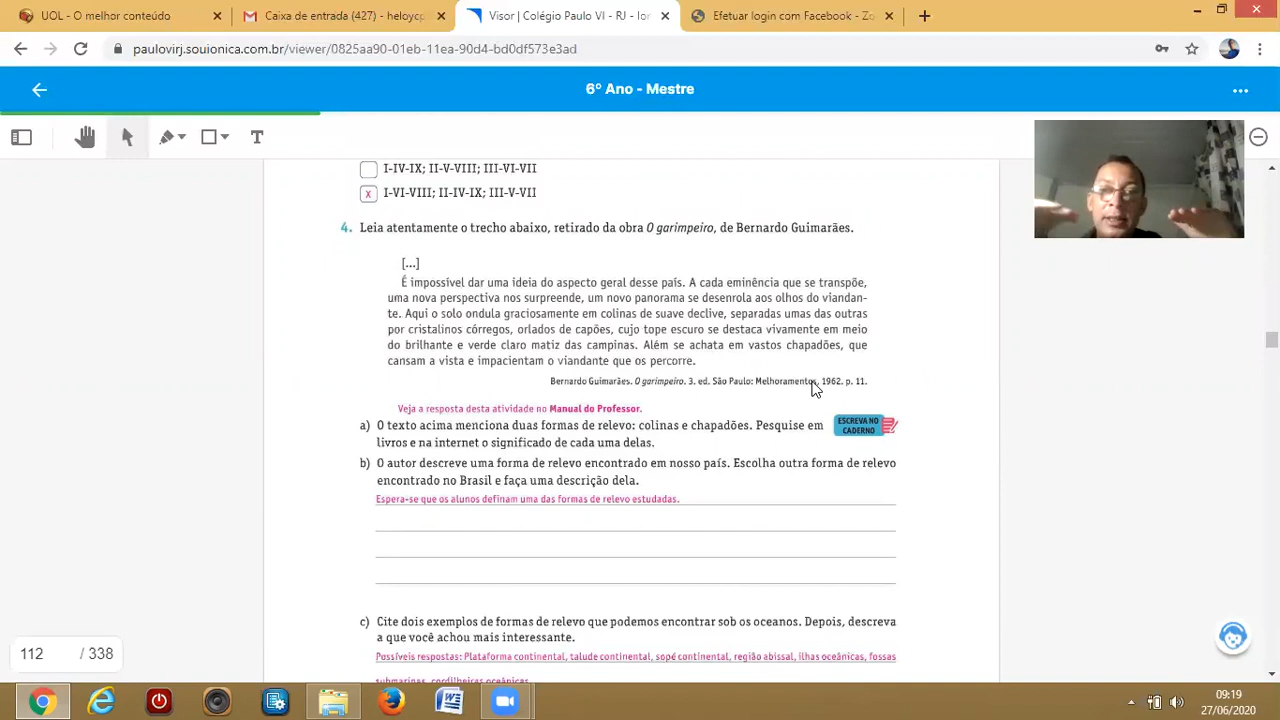 UOL - O melhor conteúdo
Caixa de entrada (427) - heloycp
Visor | Colégio Paulo VI - RJ - Ion
Efetuar login com Facebook - Zo
paulovirj.souionica.com.br/viewer/0825aa90-01eb-11ea-90d4-bd0df573e3ad
6º Ano - Mestre
T
I-IV-IX; II-V-VIII; III-VI-VII
X I-VI-VIII; II-IV-IX; III-V-VII
4. Leia atentamente o trecho abaixo, retirado da obra O garimpeiro, de Bernardo Guimarães.
[...]
É impossível dar uma ideia do aspecto geral desse país. A cada eminência que se transpõe,
uma nova perspectiva nos surpreende, um novo panorama se desenrola aos olhos do viandan-
te. Aqui o solo ondula graciosamente em colinas de suave declive, separadas umas das outras
por cristalinos córregos, orlados de capões, cujo tope escuro se destaca vivamente em meio
do brilhante e verde claro matiz das campinas. Além se achata em vastos chapadões, que
cansam a vista e impacientam o viandante que os percorre.
Bernardo Guimarães. O garimpeiro. 3. ed. São Paulo: Melhoramentos, 1962. p. 11.
Veja a resposta desta atividade no Manual do Professor.
a) O texto acima menciona duas formas de relevo: colinas e chapadões. Pesquise em
livros e na internet o significado de cada uma delas.
ESCREVA NO
CADERNO
b) O autor descreve uma forma de relevo encontrado em nosso país. Escolha outra forma de relevo
encontrado no Brasil e faça uma descrição dela.
Espera-se que os alunos definam uma das formas de relevo estudadas.
c) Cite dois exemplos de formas de relevo que podemos encontrar sob os oceanos. Depois, descreva
a que você achou mais interessante.
Possíveis respostas: Plataforma continental, talude continental, sopé continental, região abissal, ilhas oceânicas, fossas
submarinas, cordilheiras oceânicas.
112 / 338
09:19
27/06/2020